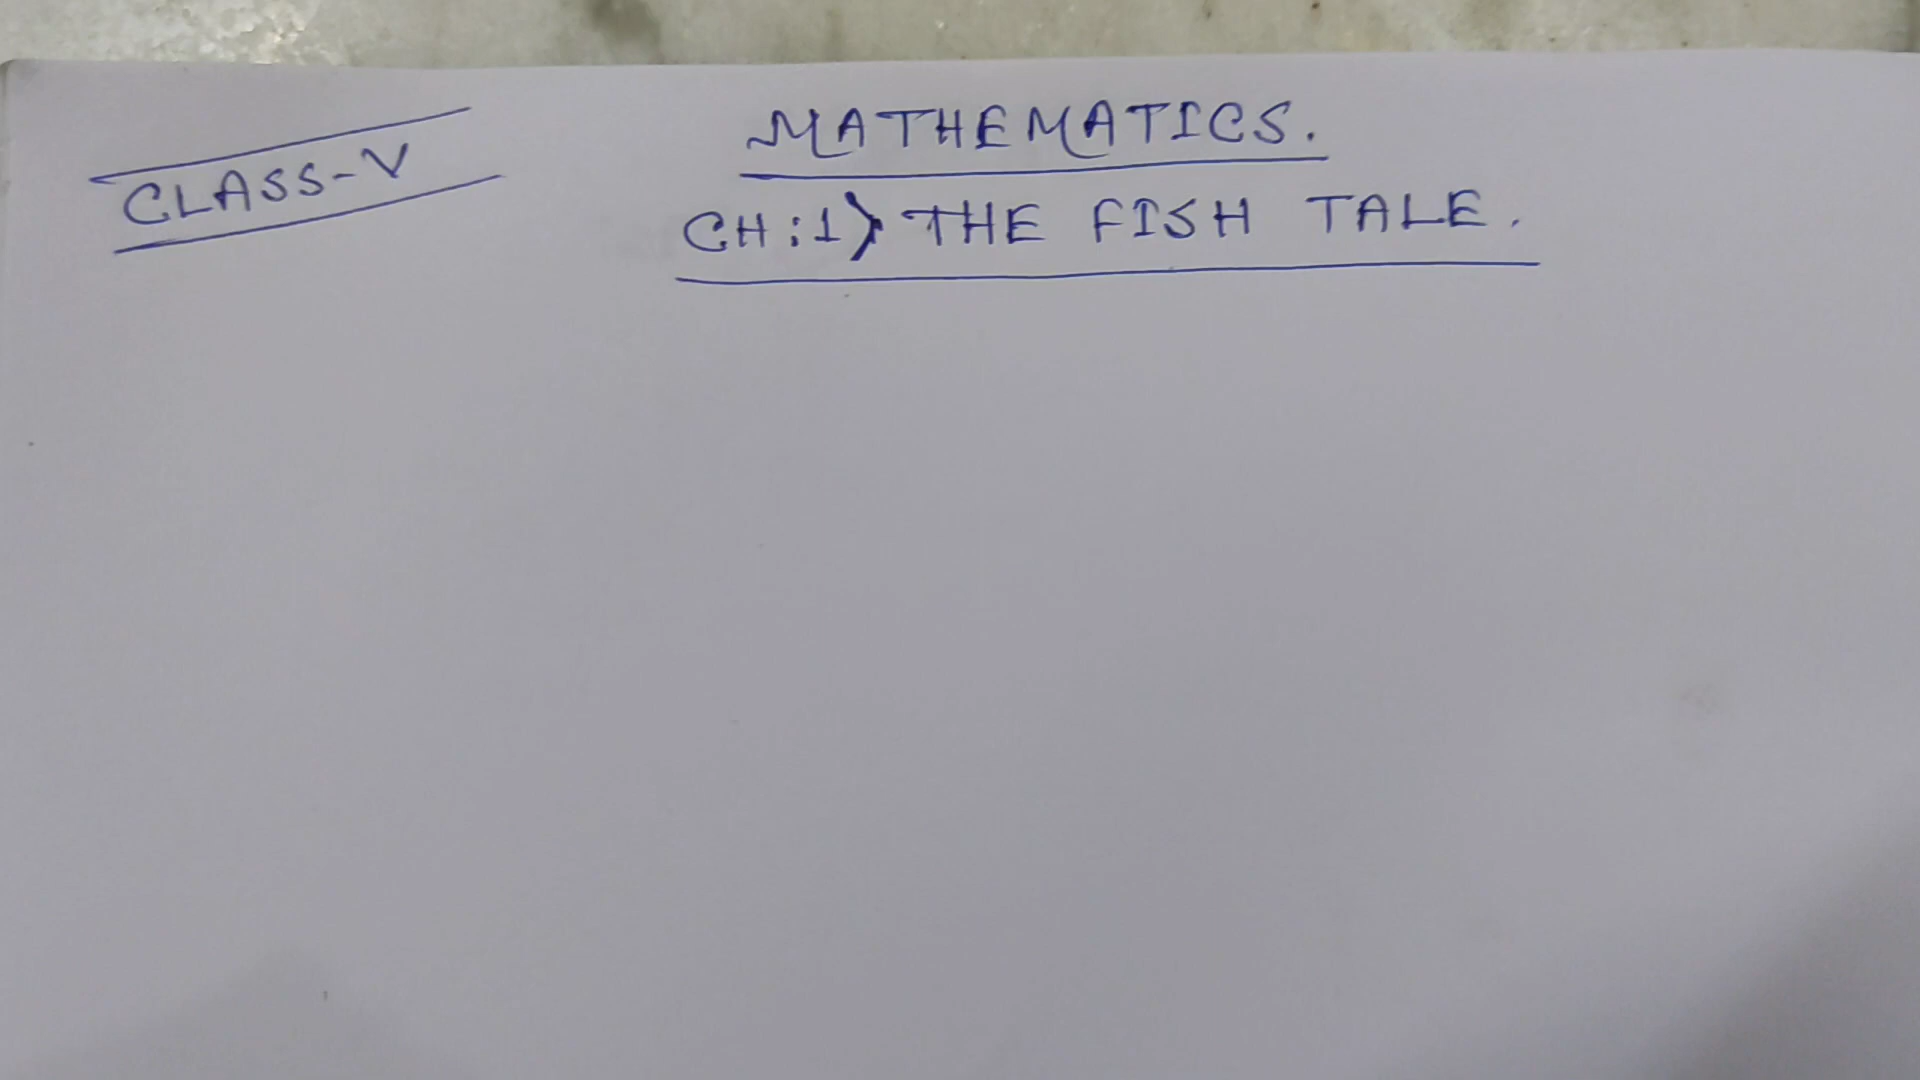 CLASS-V
MATHEMATICS.
CH:1> THE FISH TALE.